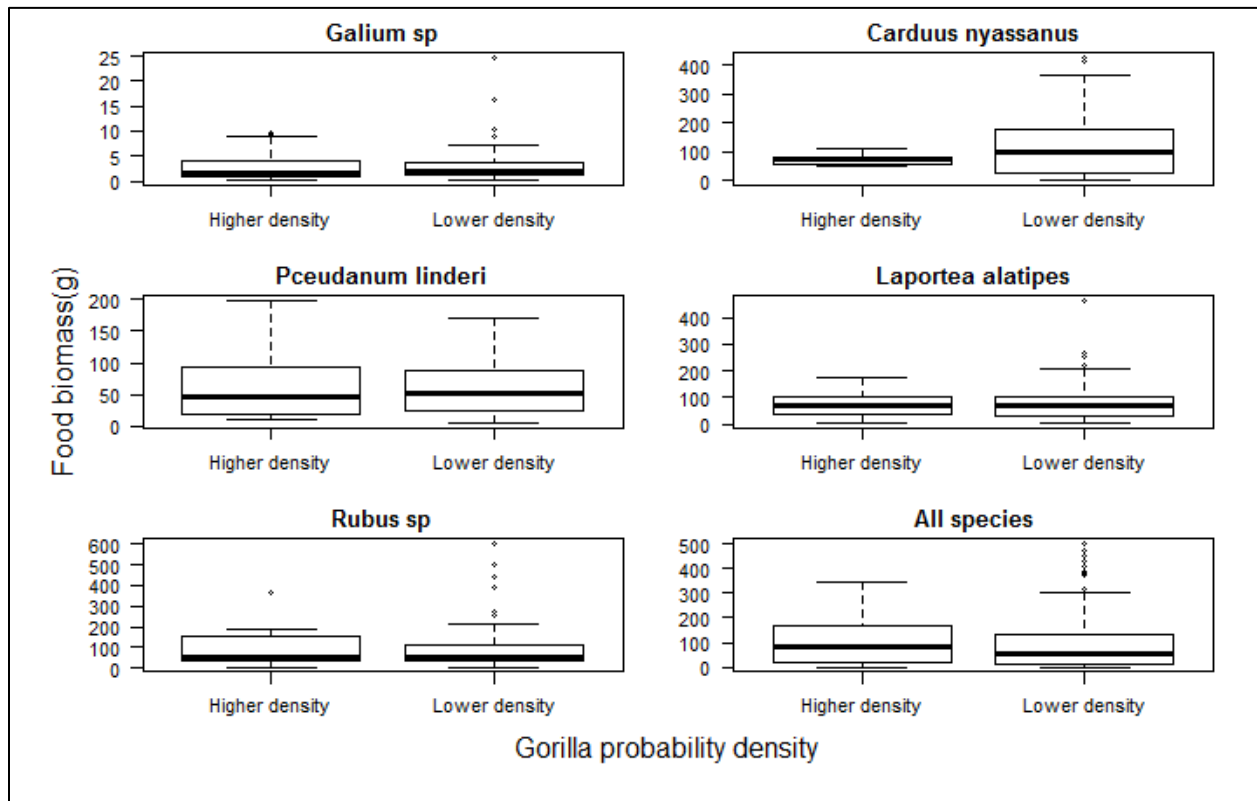 Galium sp
25
20
15
10
5
0
Higher density
Lower density
Carduus nyassanus
400
300
200
100
0
Higher density
Lower density
Food biomass(g)
Pceudanum linderi
200
150
100
50
0
Higher density
Lower density
Laportea alatipes
400
300
200
100
0
Higher density
Lower density
Rubus sp
600
500
400
300
200
100
0
Higher density
Lower density
All species
500
400
300
200
100
0
Higher density
Lower density
Gorilla probability density